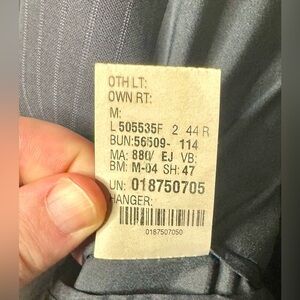 OTH LT:
OWN RT:
M:
L 505535F 2 44 R
BUN:56509- 114
MA: 880/ EJ VB:
BM: M-04 SH: 47
UN: 018750705
HANGER:
0187507050